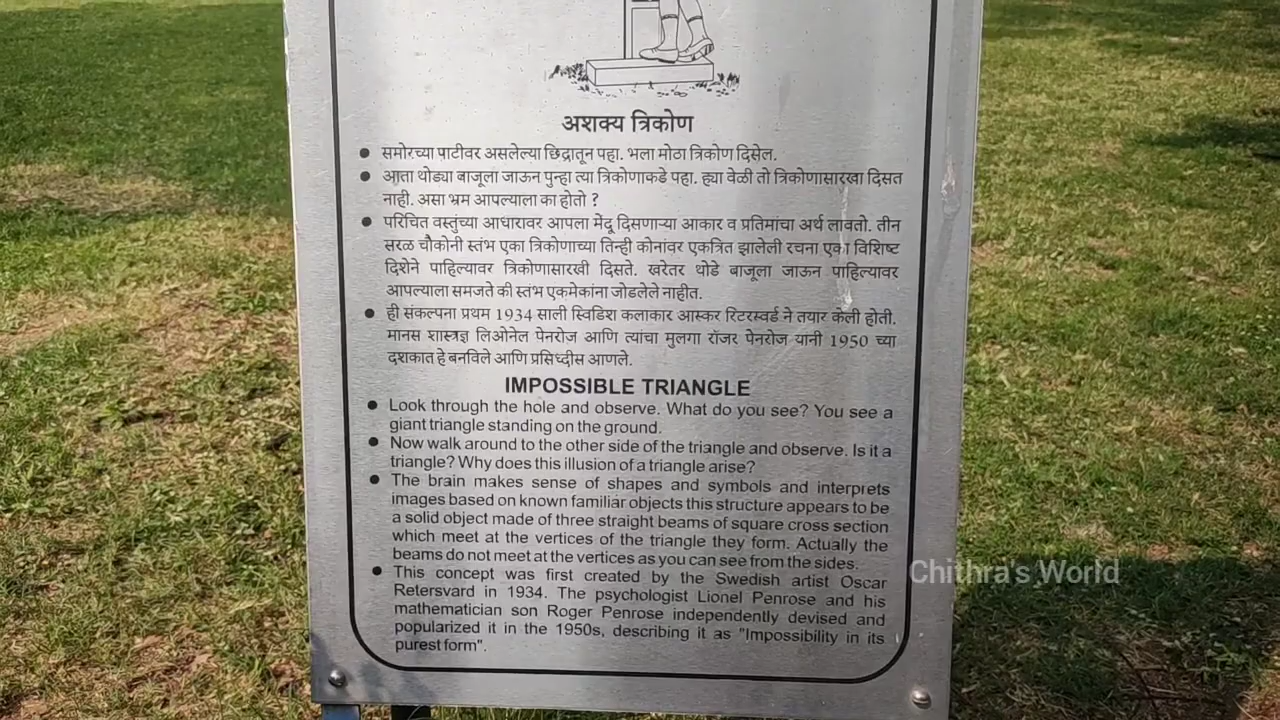 अशक्य त्रिकोण
● समोरच्या पाटीवर असलेल्या छिद्रातून पहा. भला मोठा त्रिकोण दिसेल.
● आता थोड्या बाजूला जाऊन पुन्हा त्या त्रिकोणाकडे पहा. ह्या वेळी तो त्रिकोणासारखा दिसत
नाही. असा भ्रम आपल्याला का होतो ?
● परिचित वस्तुंच्या आधारावर आपला मेंदू दिसणाऱ्या आकार व प्रतिमांचा अर्थ लावतो. तीन
सरळ चौकोनी स्तंभ एका त्रिकोणाच्या तिन्ही कोनांवर एकत्रित झालेली रचना एका विशिष्ट
दिशेने पाहिल्यावर त्रिकोणासारखी दिसते. खरेतर थोडे बाजूला जाऊन पाहिल्यावर
आपल्याला समजते की स्तंभ एकमेकांना जोडलेले नाहीत.
● ही संकल्पना प्रथम 1934 साली स्विडिश कलाकार आस्कर रिटरस्वर्ड ने तयार केली होती.
मानस शास्त्रज्ञ लिओनेल पेनरोज आणि त्यांचा मुलगा रॉजर पेनरोज यांनी 1950 च्या
दशकात हे बनविले आणि प्रसिध्दीस आणले.
IMPOSSIBLE TRIANGLE
● Look through the hole and observe. What do you see? You see a
giant triangle standing on the ground.
● Now walk around to the other side of the triangle and observe. Is it a
triangle? Why does this illusion of a triangle arise?
● The brain makes sense of shapes and symbols and interprets
images based on known familiar objects this structure appears to be
a solid object made of three straight beams of square cross section
which meet at the vertices of the triangle they form. Actually the
beams do not meet at the vertices as you can see from the sides.
● This concept was first created by the Swedish artist Oscar
Retersvard in 1934. The psychologist Lionel Penrose and his
mathematician son Roger Penrose independently devised and
popularized it in the 1950s, describing it as "Impossibility in its
purest form".
Chithra's World